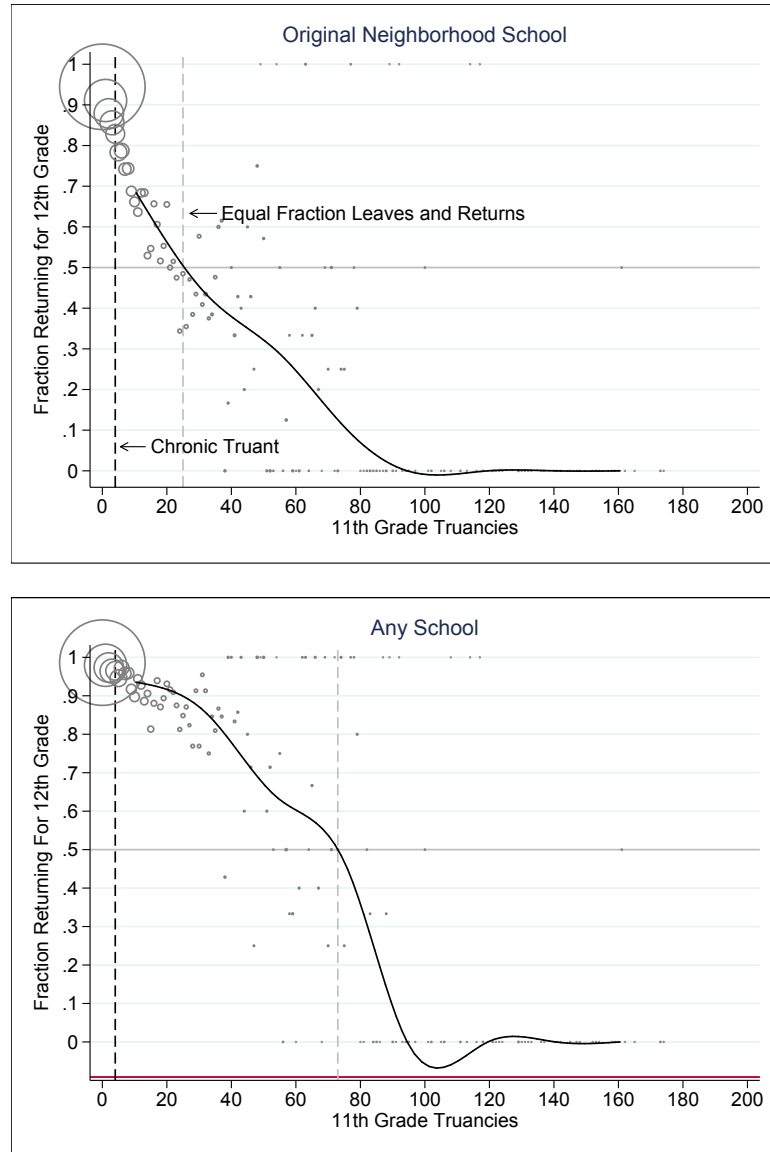 Original Neighborhood School
Fraction Returning for 12th Grade
1
.9
.8
.7
.6
.5
.4
.3
.2
.1
0
Equal Fraction Leaves and Returns
Chronic Truant
0 20 40 60 80 100 120 140 160 180 200
11th Grade Truancies
Any School
Fraction Returning For 12th Grade
1
.9
.8
.7
.6
.5
.4
.3
.2
.1
0
0 20 40 60 80 100 120 140 160 180 200
11th Grade Truancies